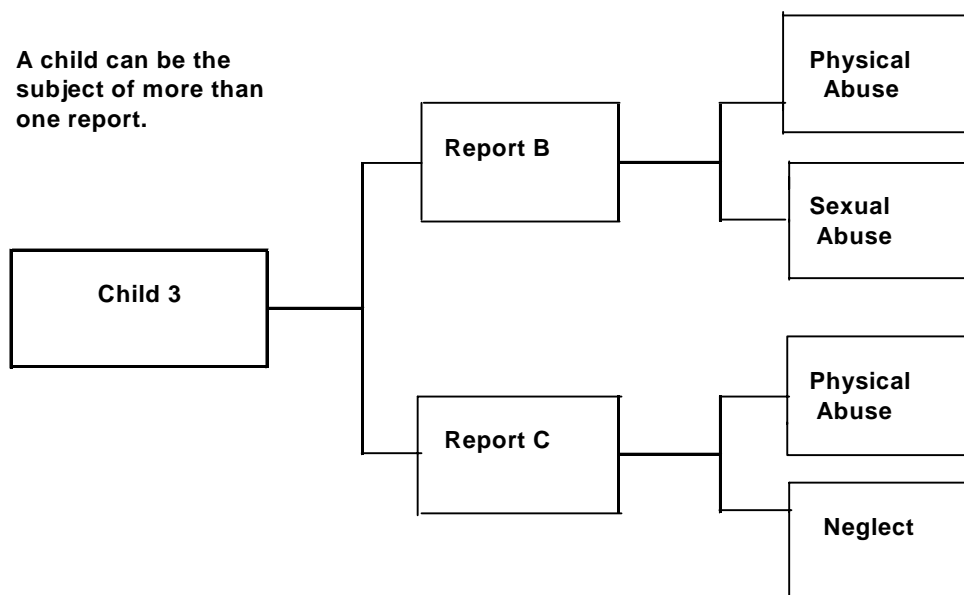 A child can be the
subject of more than
one report.
Physical
Abuse
Report B
Sexual
Abuse
Child 3
Physical
Abuse
Report C
Neglect